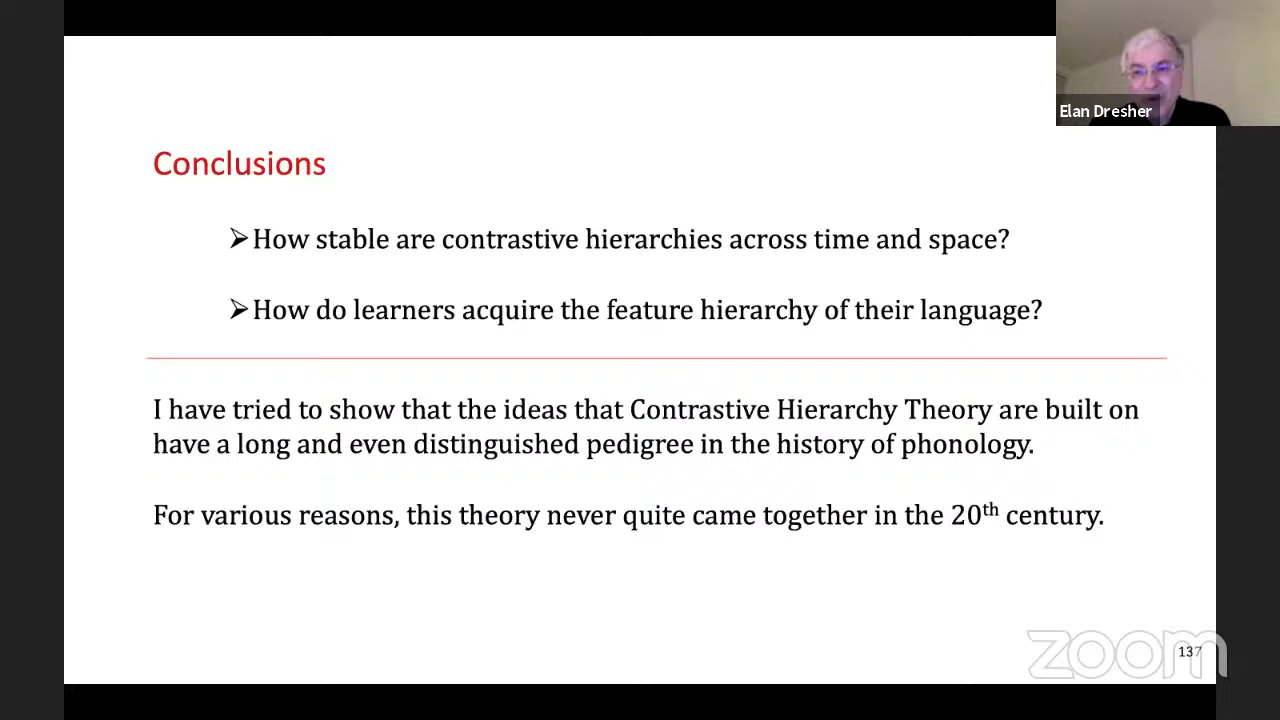 Elan Dresher
Conclusions
➢How stable are contrastive hierarchies across time and space?
➢How do learners acquire the feature hierarchy of their language?
I have tried to show that the ideas that Contrastive Hierarchy Theory are built on
have a long and even distinguished pedigree in the history of phonology.
For various reasons, this theory never quite came together in the 20th century.
zoom
137